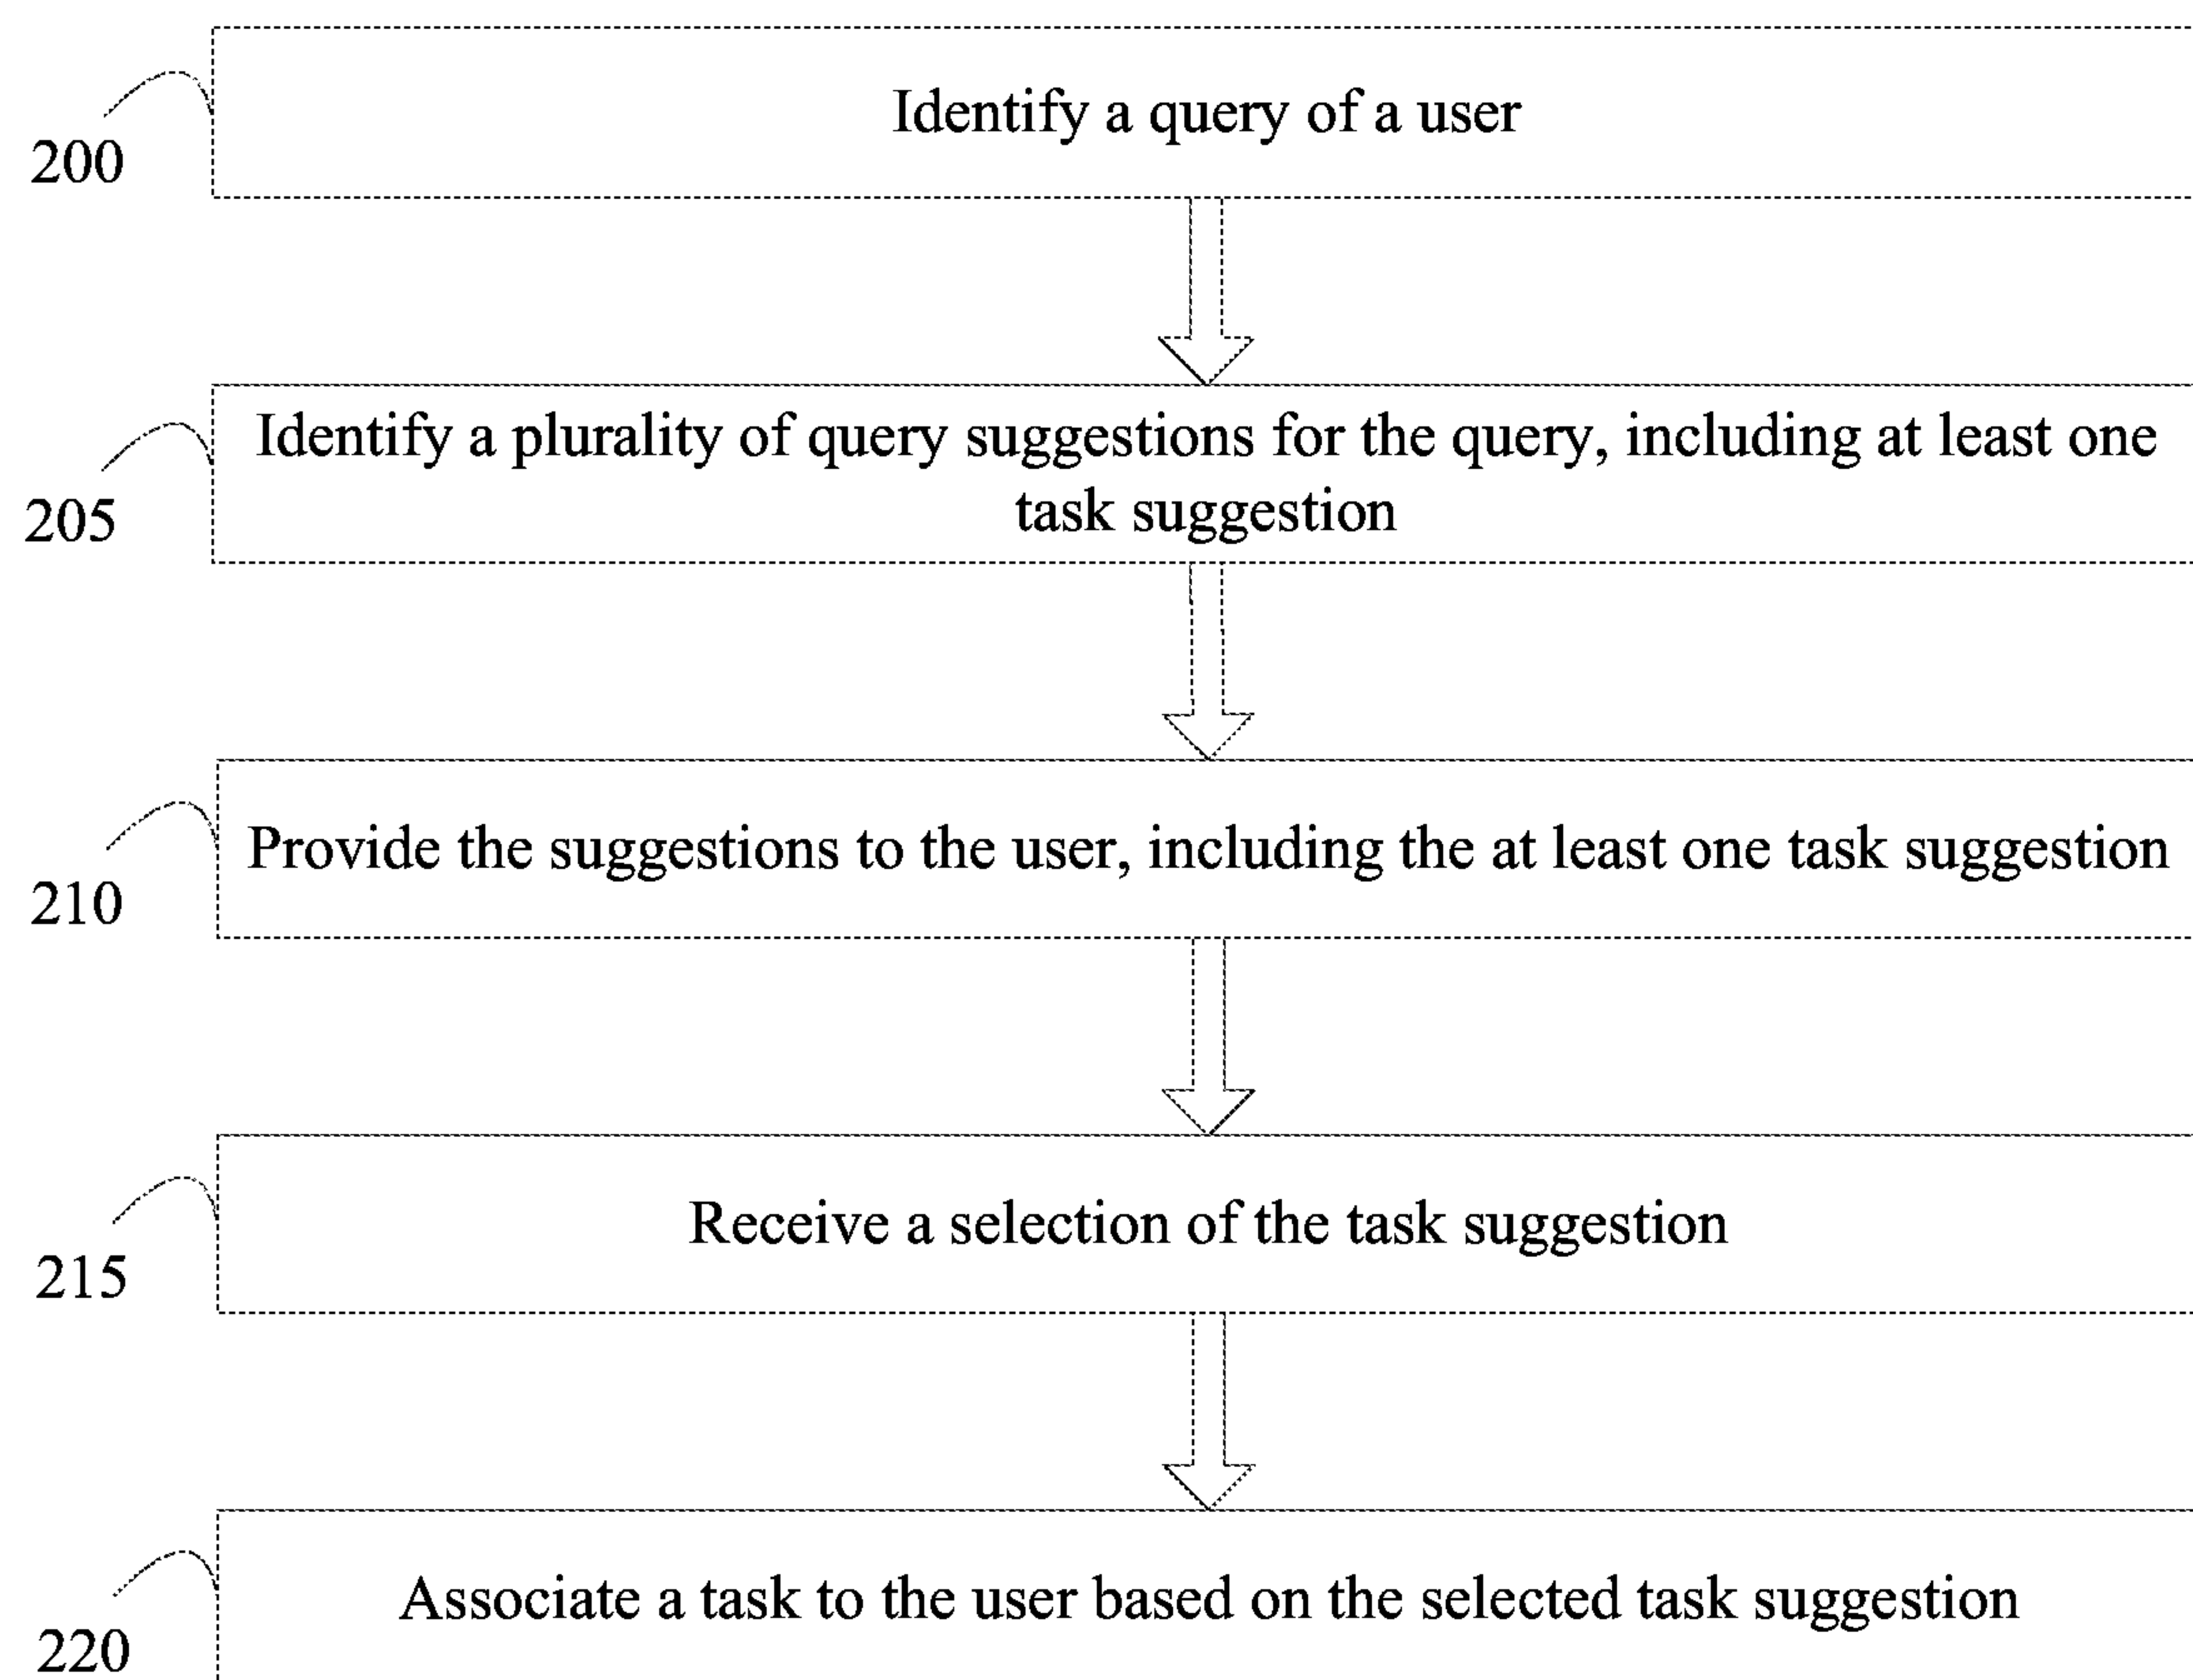 Identify a query of a user
200
Identify a plurality of query suggestions for the query, including at least one
task suggestion
205
Provide the suggestions to the user, including the at least one task suggestion
210
Receive a selection of the task suggestion
215
Associate a task to the user based on the selected task suggestion
220